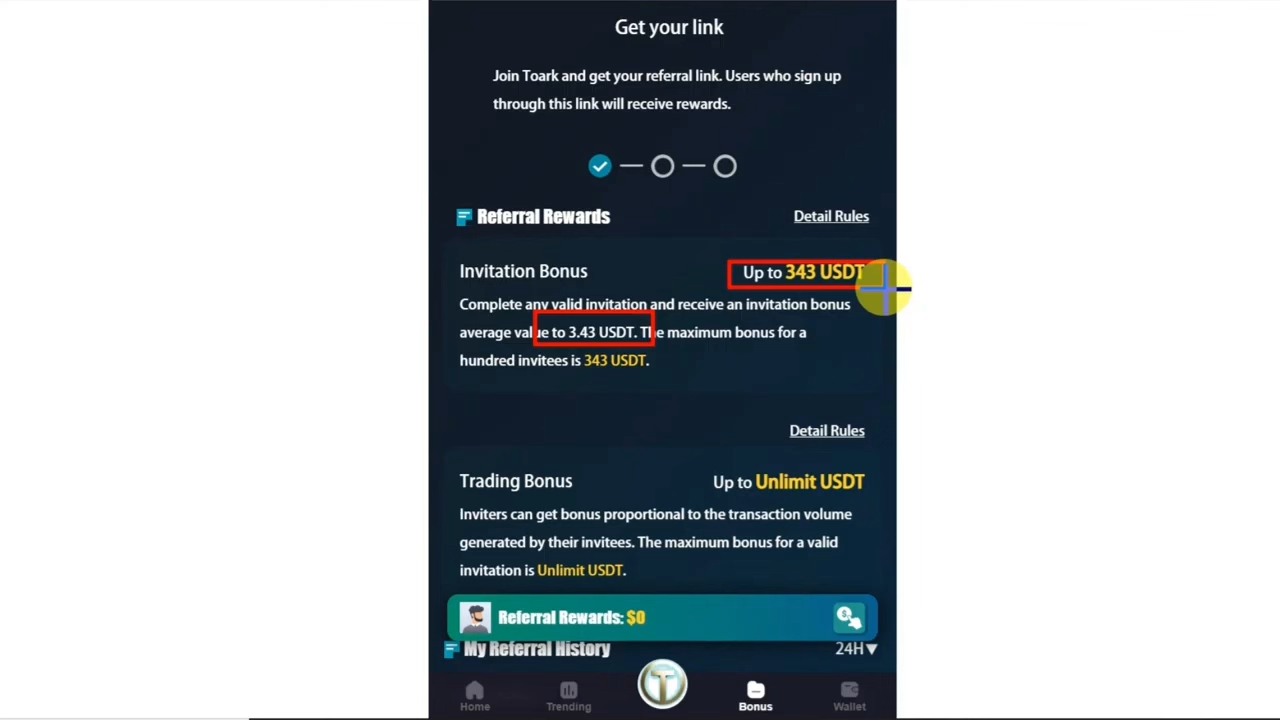 Get your link
Join Toark and get your referral link. Users who sign up
through this link will receive rewards.
Referral Rewards
Detail Rules
Invitation Bonus
Up to 343 USDT
Complete any valid invitation and receive an invitation bonus
average value to 3.43 USDT. The maximum bonus for a
hundred invitees is 343 USDT.
Detail Rules
Trading Bonus
Up to Unlimit USDT
Inviters can get bonus proportional to the transaction volume
generated by their invitees. The maximum bonus for a valid
invitation is Unlimit USDT.
Referral Rewards: $0
My Referral History
24H▼
Home
Trending
T
Bonus
Wallet